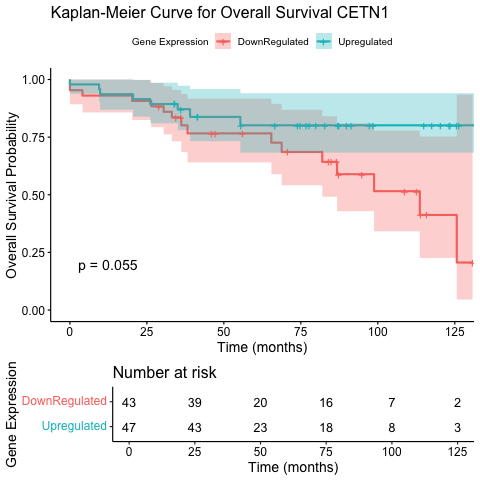 Kaplan-Meier Curve for Overall Survival CETN1
Gene Expression DownRegulated Upregulated
Overall Survival Probability
1.00
0.75
0.50
0.25
0.00
p = 0.055
0 25 50 75 100 125
Time (months)
Number at risk
Gene Expression
DownRegulated 43 39 20 16 7 2
Upregulated 47 43 23 18 8 3
0 25 50 75 100 125
Time (months)